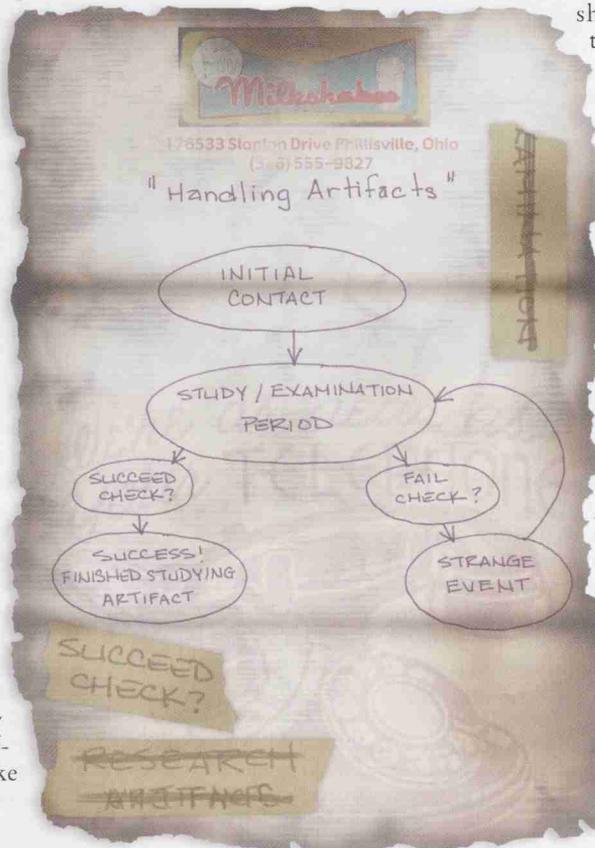 Milkshakes
Stanton Drive Phillisville, Ohio
555-9827
"Handling Artifacts"
INITIAL
CONTACT
STUDY / EXAMINATION
PERIOD
SUCCEED
CHECK?
FAIL
CHECK?
SUCCESS!
FINISHED STUDYING
ARTIFACT
STRANGE
EVENT
SUCCEED
CHECK?
RESEARCH
ARTIFACTS
sh
t
ke